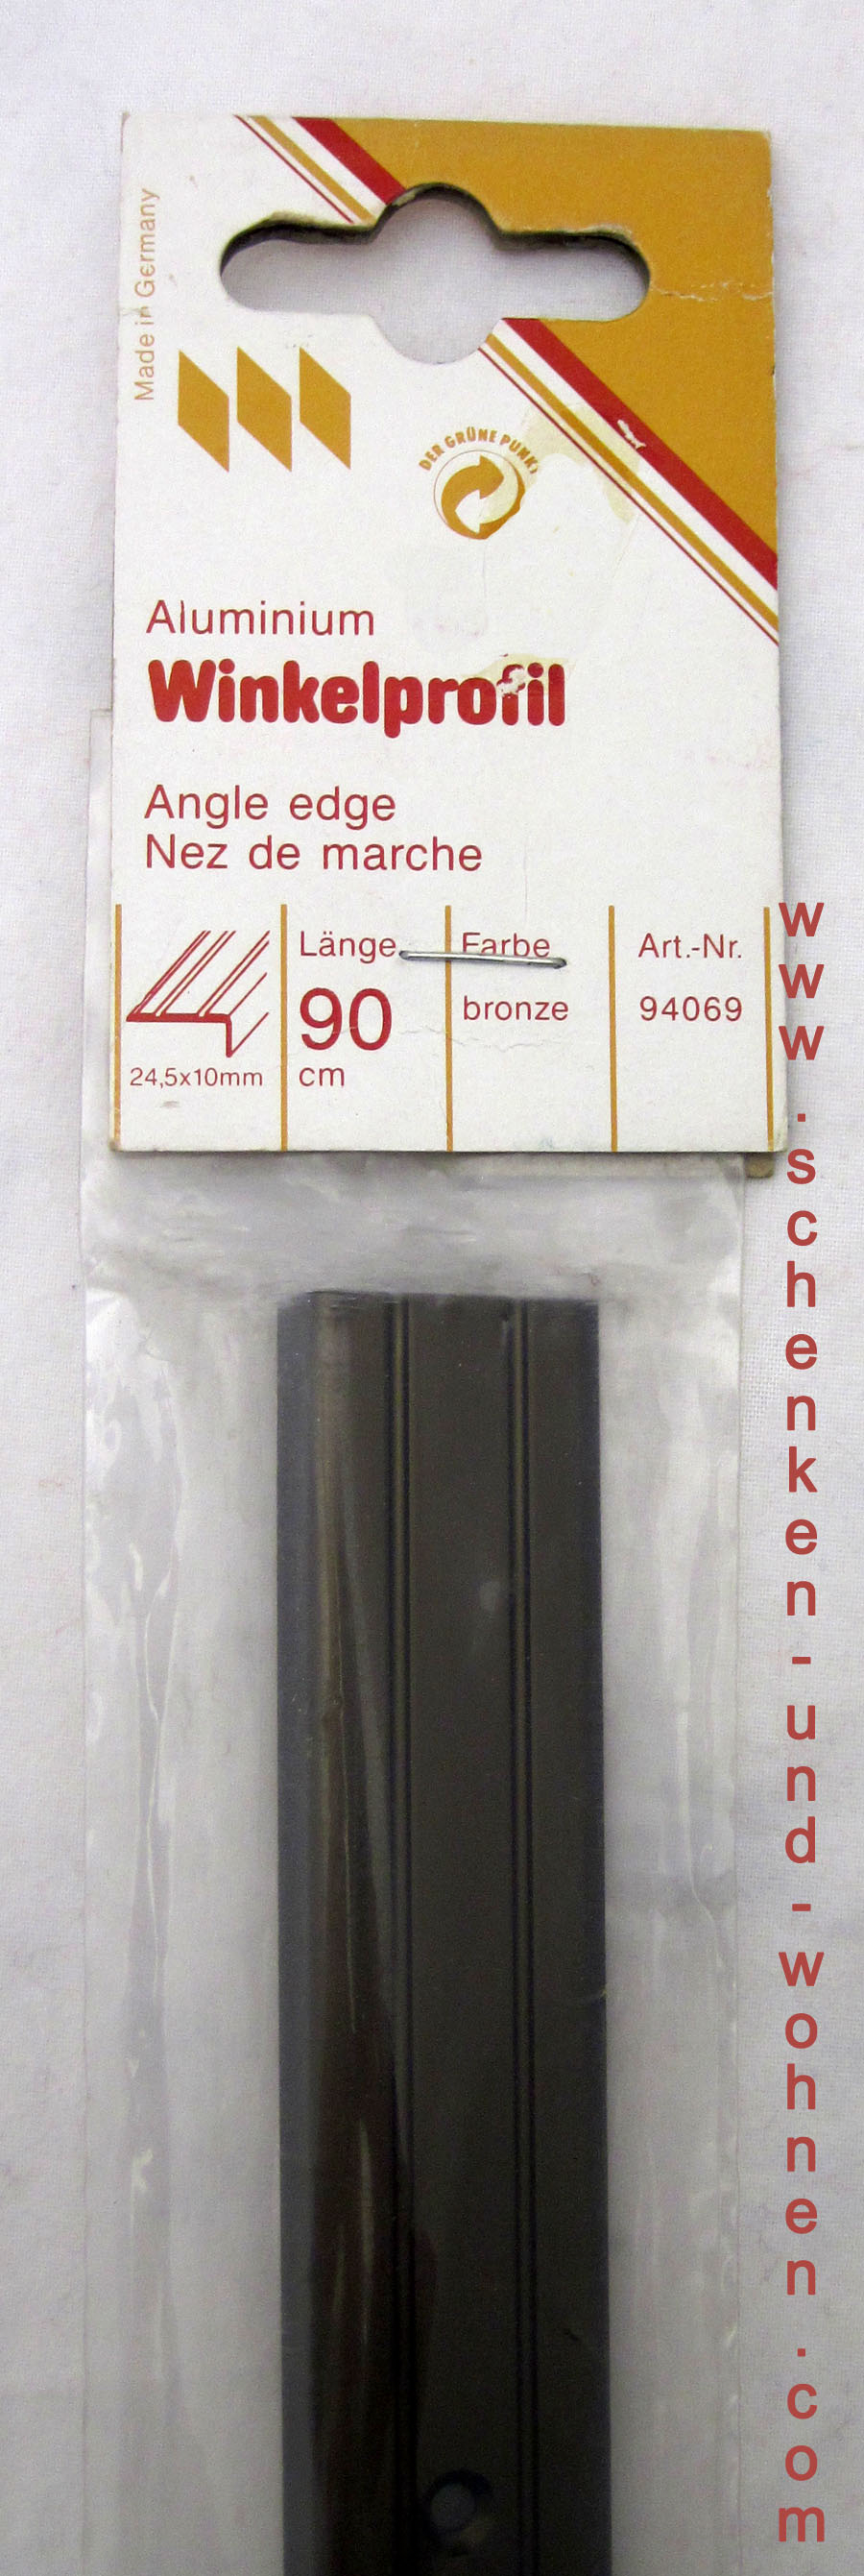 Made in Germany
DER GRÜNE PUNKT
Aluminium
Winkelprofil
Angle edge
Nez de marche
Länge
Farbe
Art.-Nr.
90
bronze
94069
24,5x10mm
cm
www.schenken-und-wohnen.com